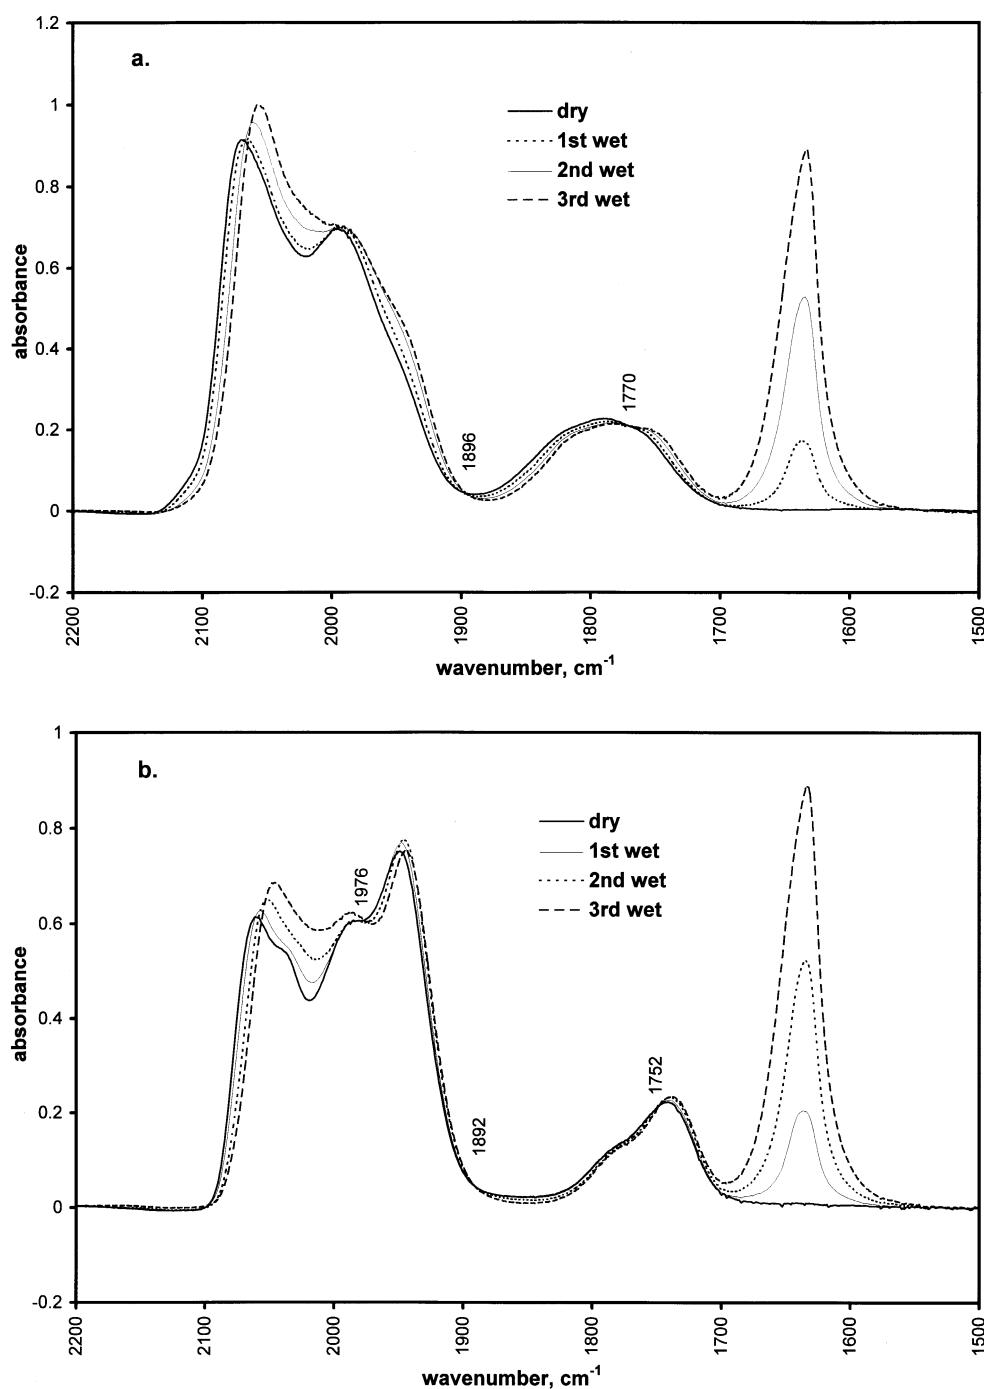 1.2
a.
1
dry
1st wet
2nd wet
3rd wet
0.8
0.6
absorbance
0.4
1770
0.2
1896
0
-0.2
2200
2100
2000
1900
1800
1700
1600
1500
wavenumber, cm-1
1
b.
0.8
dry
1st wet
2nd wet
3rd wet
1976
0.6
absorbance
0.4
1752
0.2
1892
0
-0.2
2200
2100
2000
1900
1800
1700
1600
1500
wavenumber, cm-1